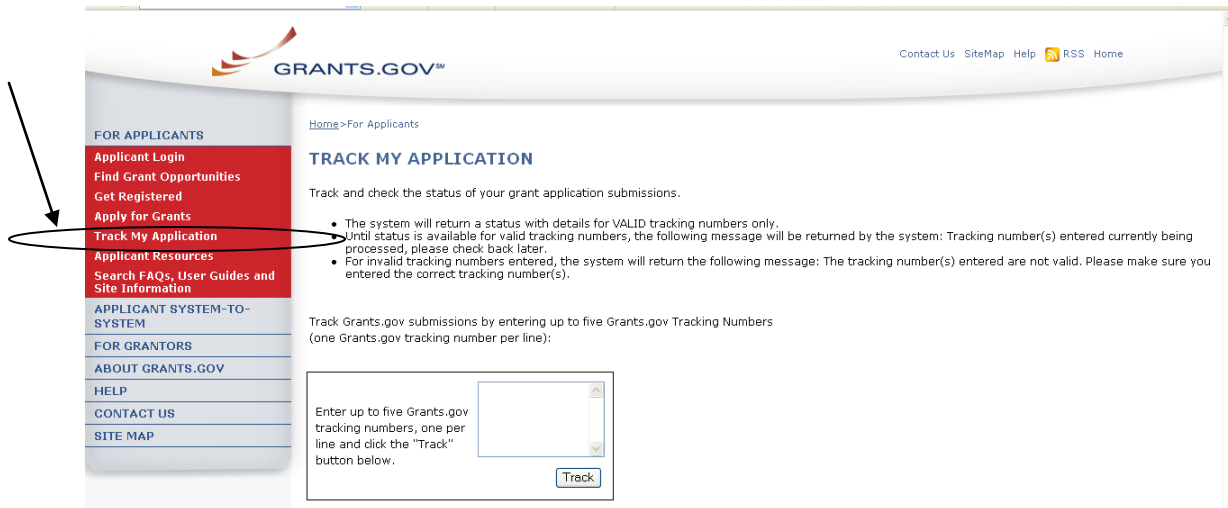 GRANTS.GOV℠
Contact Us SiteMap Help RSS Home
FOR APPLICANTS
Applicant Login
Find Grant Opportunities
Get Registered
Apply for Grants
Track My Application
Applicant Resources
Search FAQs, User Guides and
Site Information
APPLICANT SYSTEM-TO-
SYSTEM
FOR GRANTORS
ABOUT GRANTS.GOV
HELP
CONTACT US
SITE MAP
Home>For Applicants
TRACK MY APPLICATION
Track and check the status of your grant application submissions.
• The system will return a status with details for VALID tracking numbers only.
• Until status is available for valid tracking numbers, the following message will be returned by the system: Tracking number(s) entered currently being
processed, please check back later.
• For invalid tracking numbers entered, the system will return the following message: The tracking number(s) entered are not valid. Please make sure you
entered the correct tracking number(s).
Track Grants.gov submissions by entering up to five Grants.gov Tracking Numbers
(one Grants.gov tracking number per line):
Enter up to five Grants.gov
tracking numbers, one per
line and click the "Track"
button below.
Track